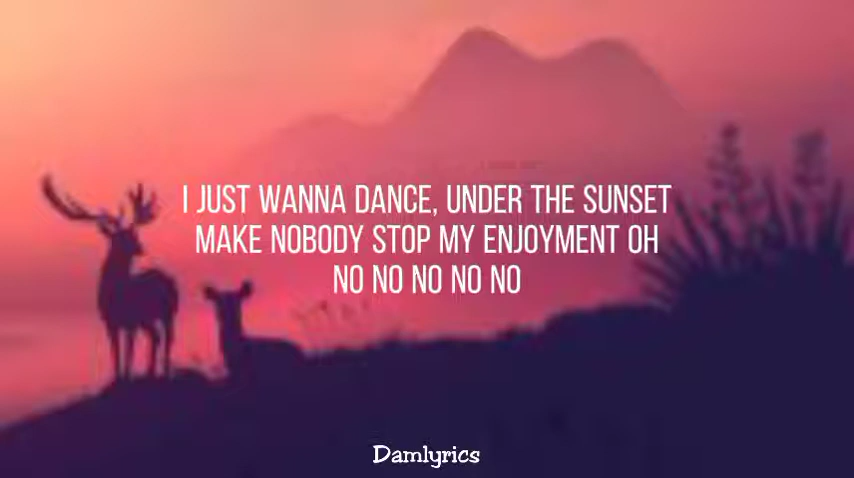 I JUST WANNA DANCE, UNDER THE SUNSET
MAKE NOBODY STOP MY ENJOYMENT OH
NO NO NO NO NO
Damlyrics